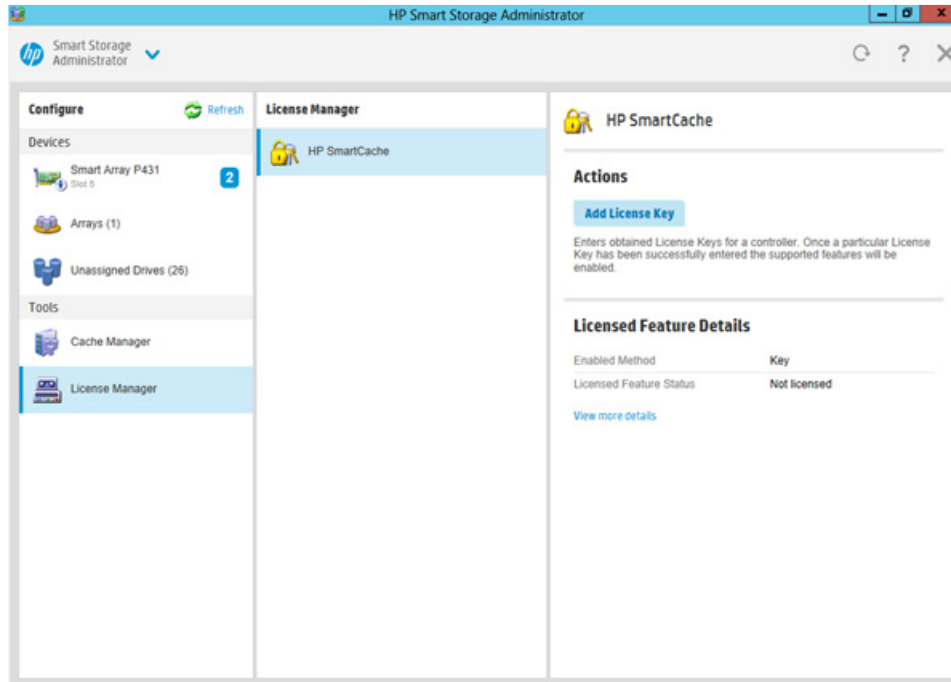 HP Smart Storage Administrator
hp
Smart Storage
Administrator
?
Configure
Refresh
Devices
Smart Array P431
Slot 5
2
Arrays (1)
Unassigned Drives (26)
Tools
Cache Manager
License Manager
License Manager
HP SmartCache
HP SmartCache
Actions
Add License Key
Enters obtained License Keys for a controller. Once a particular License
Key has been successfully entered the supported features will be
enabled.
Licensed Feature Details
Enabled Method Key
Licensed Feature Status Not licensed
View more details